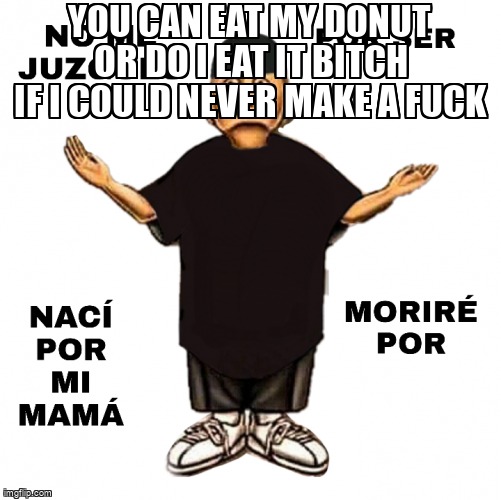 YOU CAN EAT MY DONUT
OR DO I EAT IT BITCH
IF I COULD NEVER MAKE A FUCK
NACÍ
POR
MI
MAMÁ
MORIRÉ
POR
imgflip.com